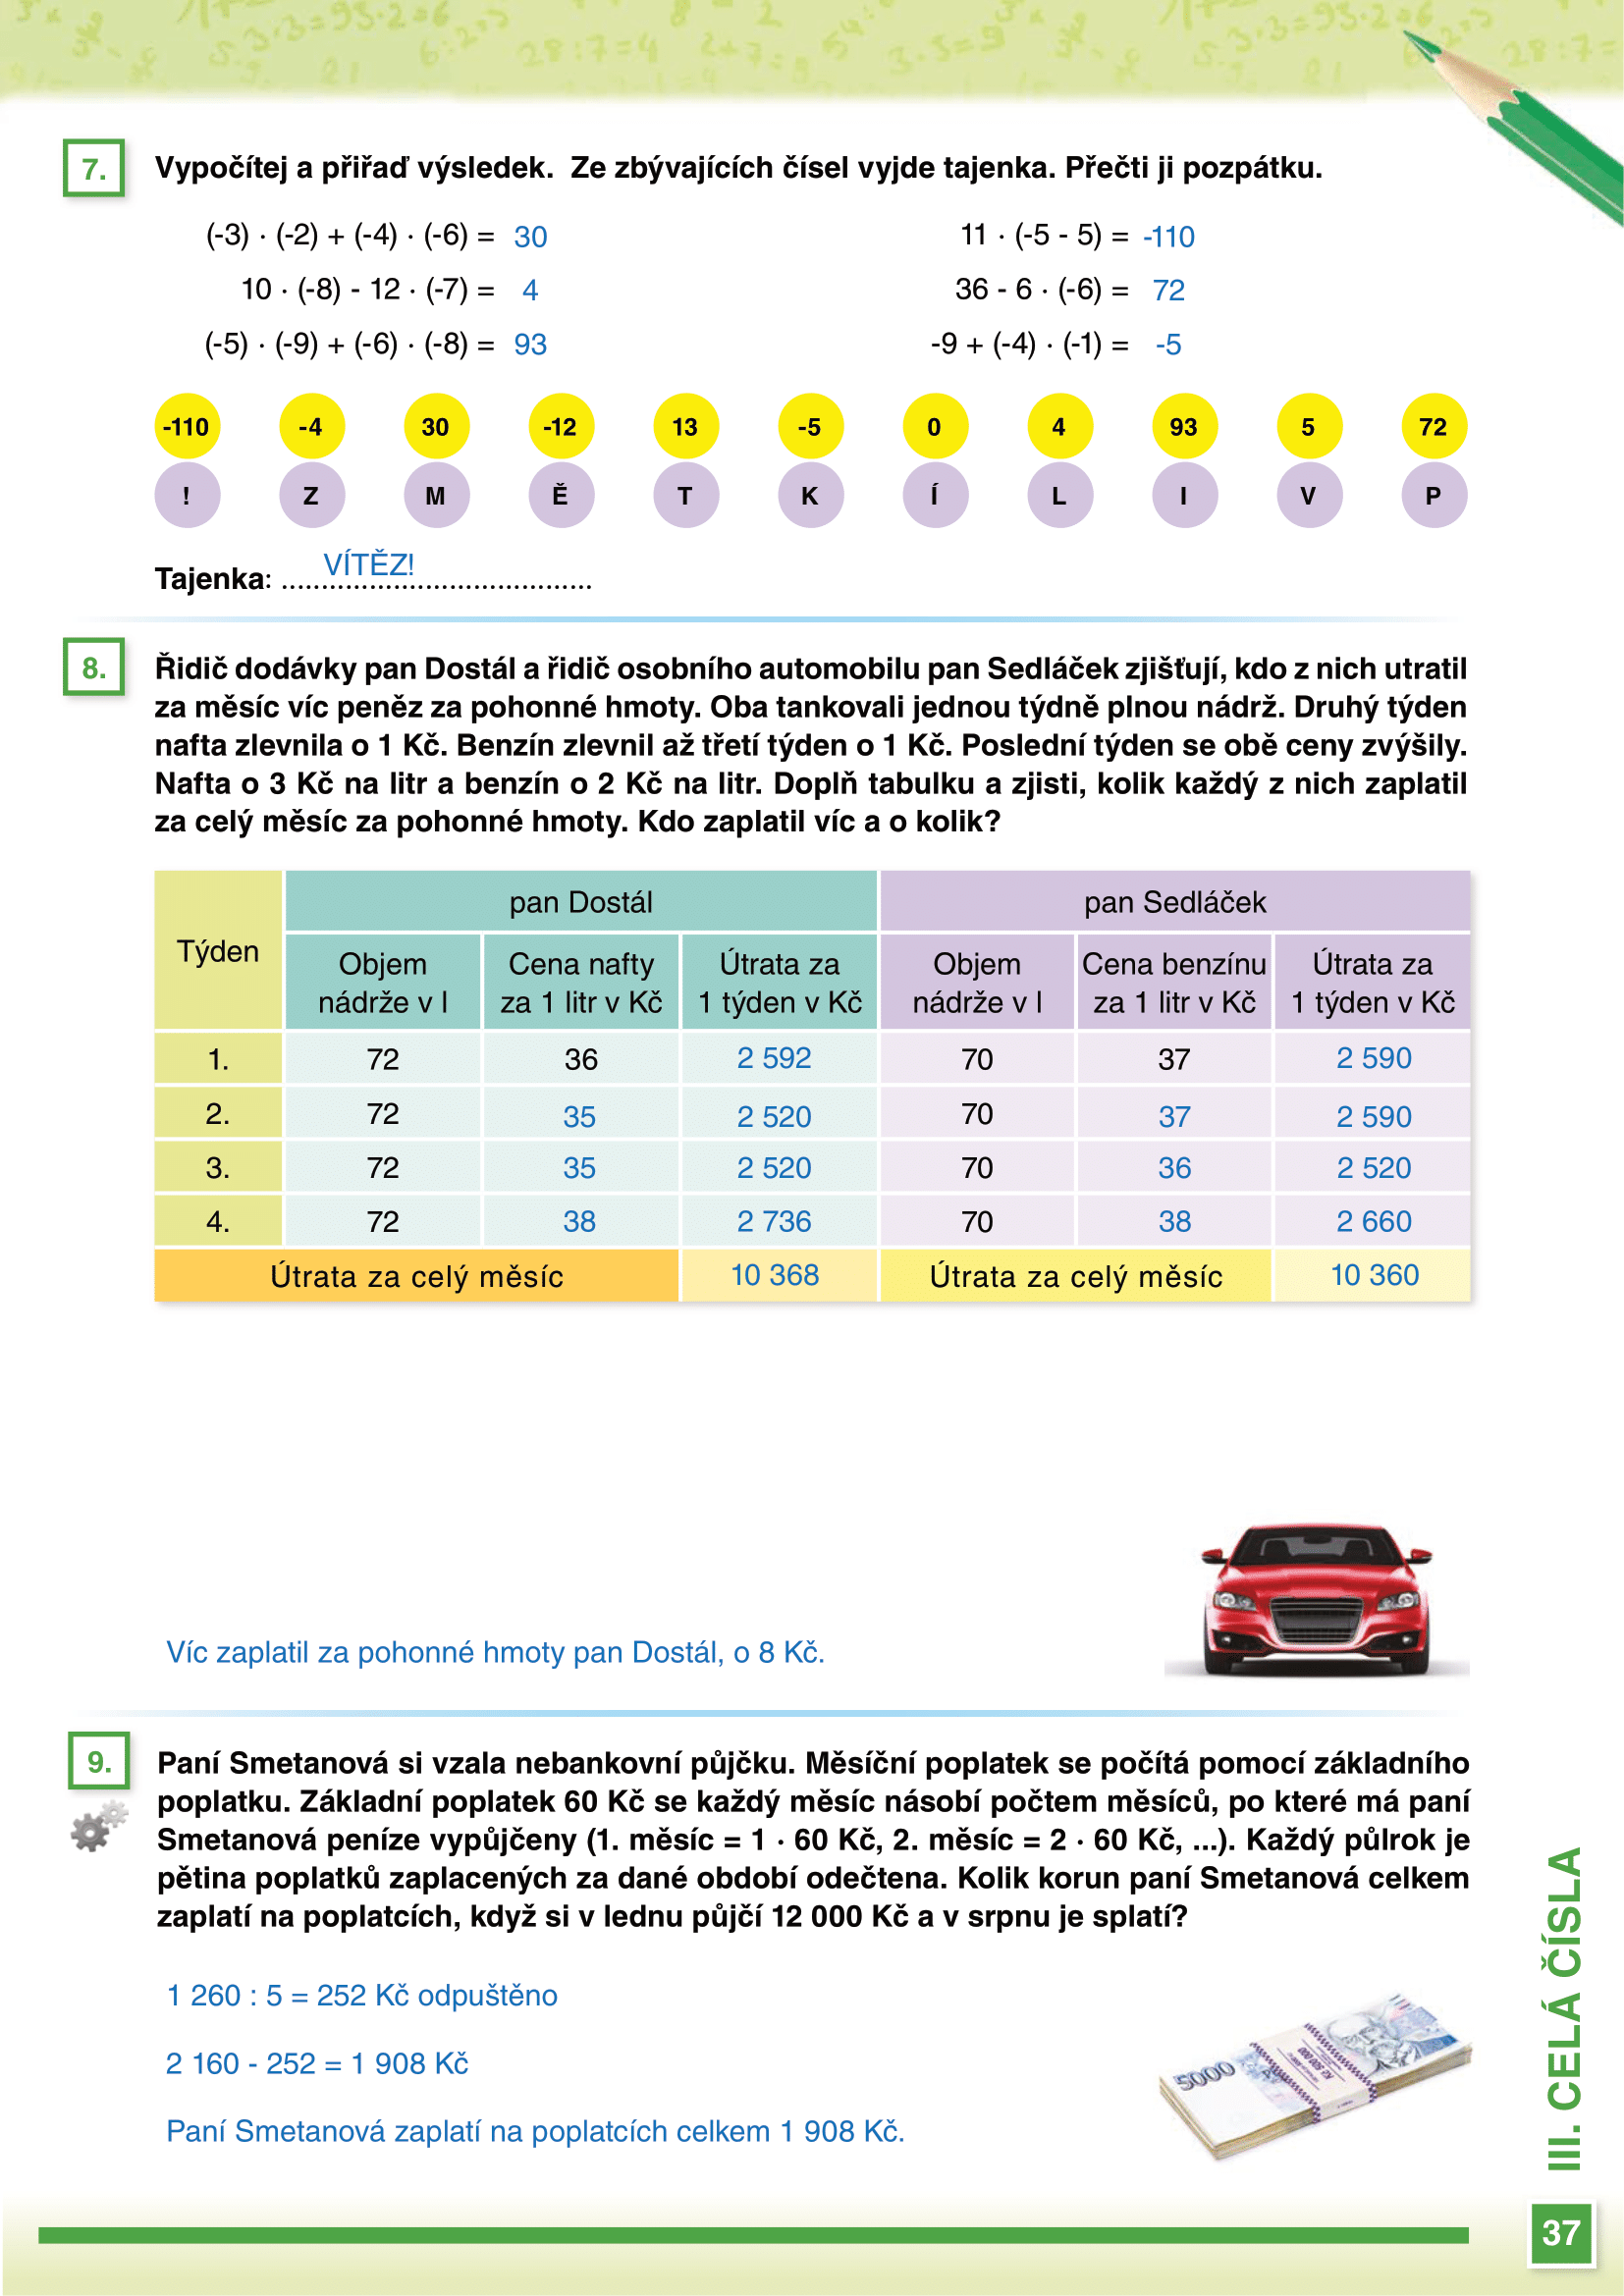 7. Vypočítej a přiřaď výsledek. Ze zbývajících čísel vyjde tajenka. Přečti ji pozpátku.
(-3) · (-2) + (-4) · (-6) = 30
11 · (-5 - 5) = -110
10 · (-8) - 12 · (-7) = 4
36 - 6 · (-6) = 72
(-5) · (-9) + (-6) · (-8) = 93
-9 + (-4) · (-1) = -5
-110 -4 30 -12 13 -5 0 4 93 5 72
! Z M Ě T K Í L I V P
Tajenka: VÍTĚZ!
8. Řidič dodávky pan Dostál a řidič osobního automobilu pan Sedláček zjišťují, kdo z nich utratil
za měsíc víc peněz za pohonné hmoty. Oba tankovali jednou týdně plnou nádrž. Druhý týden
nafta zlevnila o 1 Kč. Benzín zlevnil až třetí týden o 1 Kč. Poslední týden se obě ceny zvýšily.
Nafta o 3 Kč na litr a benzín o 2 Kč na litr. Doplň tabulku a zjisti, kolik každý z nich zaplatil
za celý měsíc za pohonné hmoty. Kdo zaplatil víc a o kolik?
Týden
pan Dostál pan Sedláček
Objem Cena nafty Útrata za Objem Cena benzínu Útrata za
nádrže v l za 1 litr v Kč 1 týden v Kč nádrže v l za 1 litr v Kč 1 týden v Kč
1. 72 36 2 592 70 37 2 590
2. 72 35 2 520 70 37 2 590
3. 72 35 2 520 70 36 2 520
4. 72 38 2 736 70 38 2 660
Útrata za celý měsíc 10 368 Útrata za celý měsíc 10 360
Víc zaplatil za pohonné hmoty pan Dostál, o 8 Kč.
9. Paní Smetanová si vzala nebankovní půjčku. Měsíční poplatek se počítá pomocí základního
poplatku. Základní poplatek 60 Kč se každý měsíc násobí počtem měsíců, po které má paní
Smetanová peníze vypůjčeny (1. měsíc = 1 · 60 Kč, 2. měsíc = 2 · 60 Kč, ...). Každý půlrok je
pětina poplatků zaplacených za dané období odečtena. Kolik korun paní Smetanová celkem
zaplatí na poplatcích, když si v lednu půjčí 12 000 Kč a v srpnu je splatí?
1 260 : 5 = 252 Kč odpuštěno
2 160 - 252 = 1 908 Kč
Paní Smetanová zaplatí na poplatcích celkem 1 908 Kč.
5000
III. CELÁ ČÍSLA
37